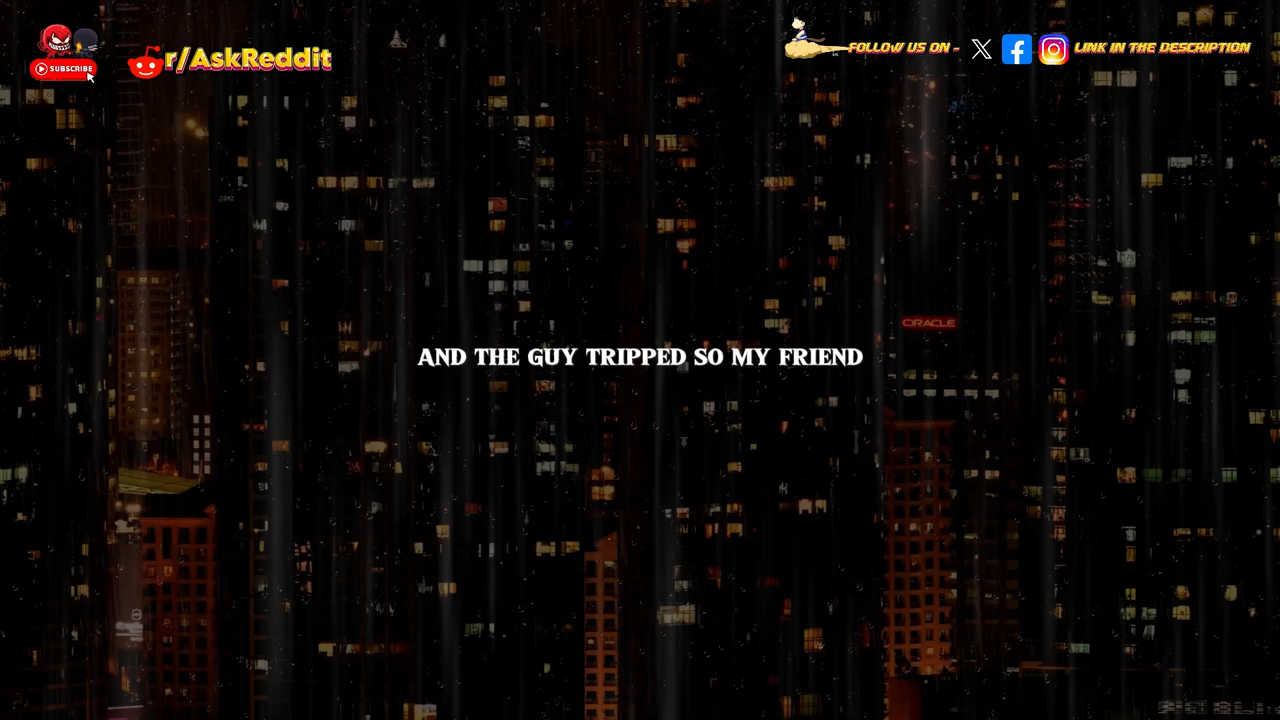 SUBSCRIBE
r/AskReddit
FOLLOW US ON -
LINK IN THE DESCRIPTION
ORACLE
AND THE GUY TRIPPED SO MY FRIEND